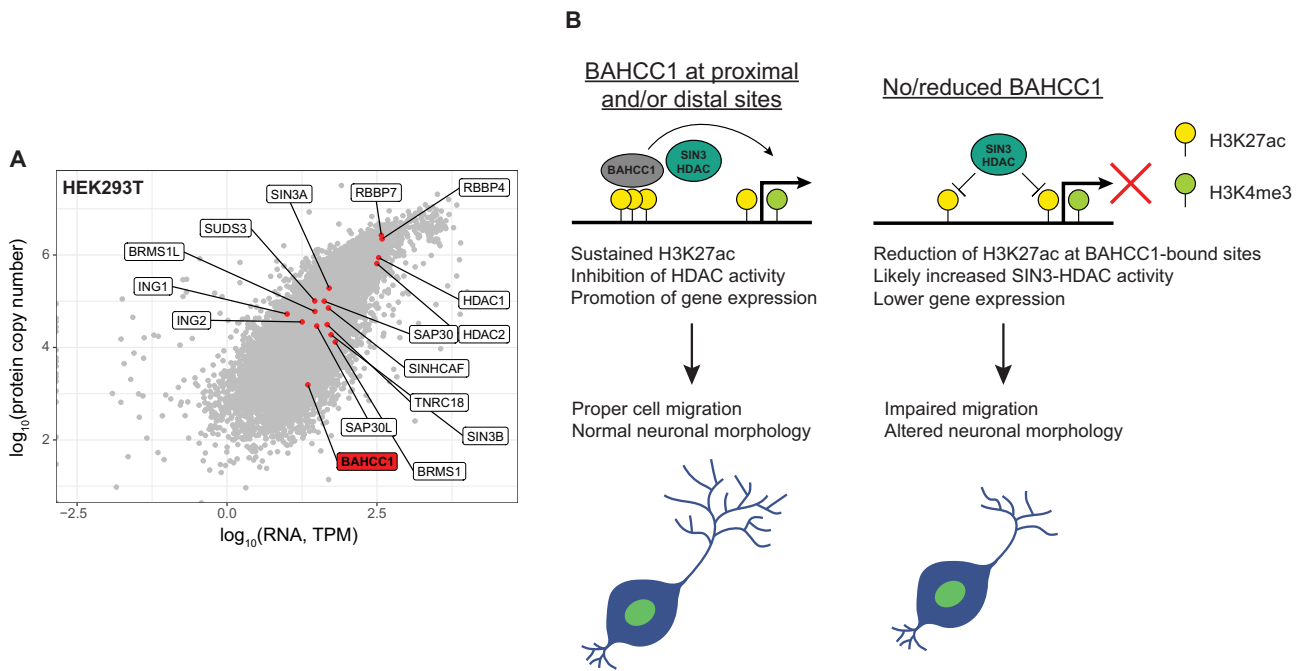 A
HEK293T
SIN3A
RBBP7
RBBP4
SUDS3
BRMS1L
ING1
ING2
HDAC1
SAP30
HDAC2
SINHCAF
TNRC18
SAP30L
SIN3B
BAHCC1
BRMS1
log10(protein copy number)
6
4
2
−2.5
0.0
2.5
log10(RNA, TPM)
B
BAHCC1 at proximal
and/or distal sites
BAHCC1
SIN3
HDAC
Sustained H3K27ac
Inhibition of HDAC activity
Promotion of gene expression
Proper cell migration
Normal neuronal morphology
No/reduced BAHCC1
SIN3
HDAC
H3K27ac
H3K4me3
Reduction of H3K27ac at BAHCC1-bound sites
Likely increased SIN3-HDAC activity
Lower gene expression
Impaired migration
Altered neuronal morphology